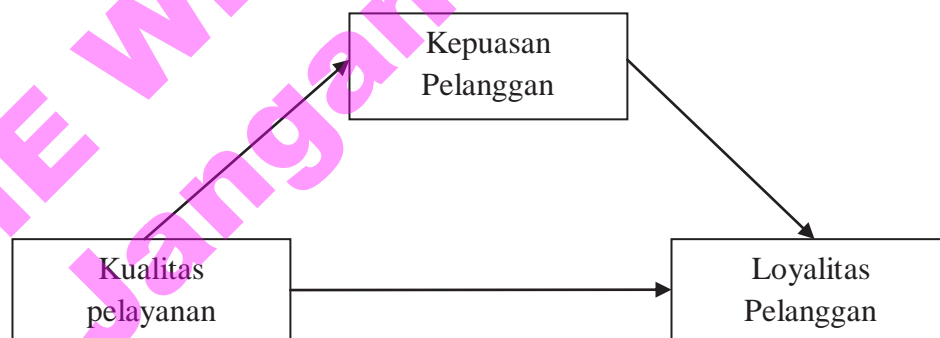 Kepuasan
Pelanggan
Kualitas
pelayanan
Loyalitas
Pelanggan
Jangan